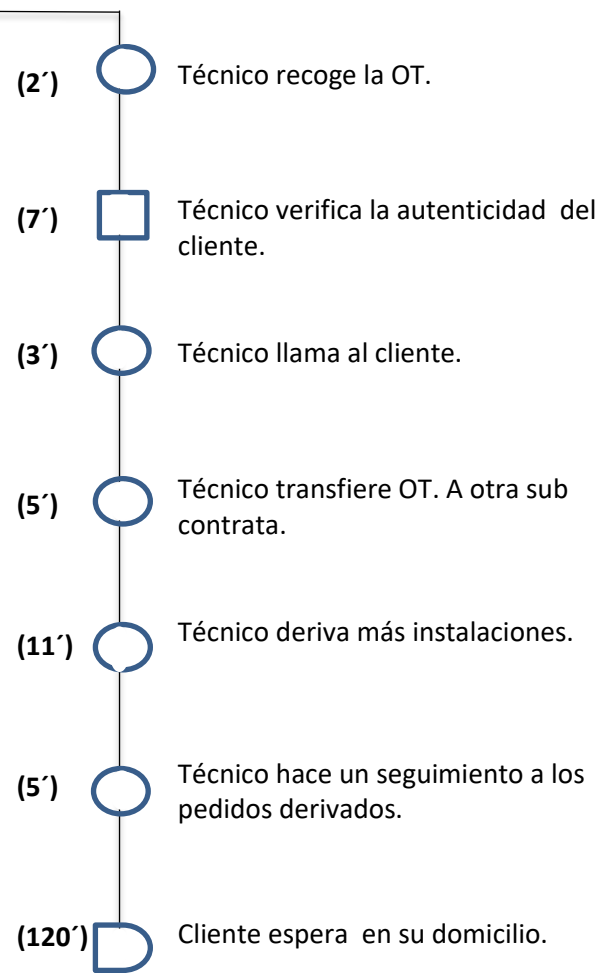 (2´) Técnico recoge la OT.
(7´) Técnico verifica la autenticidad del
cliente.
(3´) Técnico llama al cliente.
(5´) Técnico transfiere OT. A otra sub
contrata.
(11´) Técnico deriva más instalaciones.
(5´) Técnico hace un seguimiento a los
pedidos derivados.
(120´) Cliente espera en su domicilio.